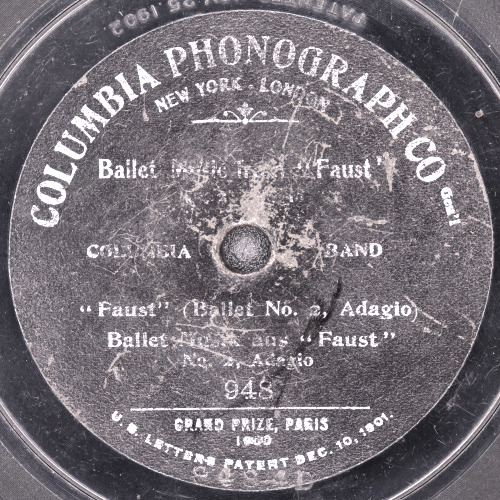 COLUMBIA PHONOGRAPH CO Gen'l
NEW YORK - LONDON
Ballet Music from "Faust"
COLUMBIA BAND
"Faust" (Ballet No. 2, Adagio)
Ballet Musik aus "Faust"
No. 2, Adagio
948
GRAND PRIZE, PARIS
1900
U. S. LETTERS PATENT DEC. 10, 1901.